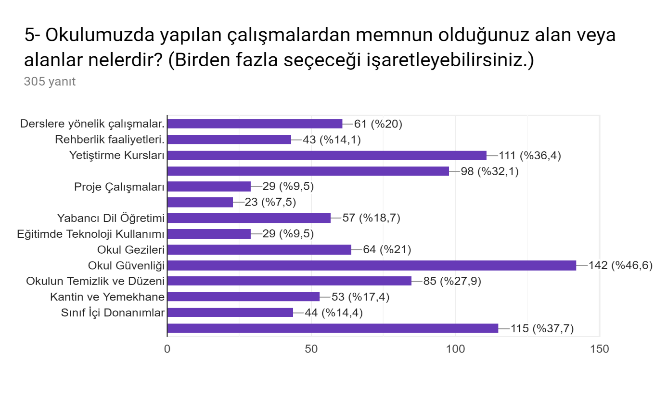 5- Okulumuzda yapılan çalışmalardan memnun olduğunuz alan veya
alanlar nelerdir? (Birden fazla seçeceği işaretleyebilirsiniz.)
305 yanıt
Derslere yönelik çalışmalar. 61 (%20)
Rehberlik faaliyetleri. 43 (%14,1)
Yetiştirme Kursları 111 (%36,4)
98 (%32,1)
Proje Çalışmaları 29 (%9,5)
23 (%7,5)
Yabancı Dil Öğretimi 57 (%18,7)
Eğitimde Teknoloji Kullanımı 29 (%9,5)
Okul Gezileri 64 (%21)
Okul Güvenliği 142 (%46,6)
Okulun Temizlik ve Düzeni 85 (%27,9)
Kantin ve Yemekhane 53 (%17,4)
Sınıf İçi Donanımlar 44 (%14,4)
115 (%37,7)
0 50 100 150